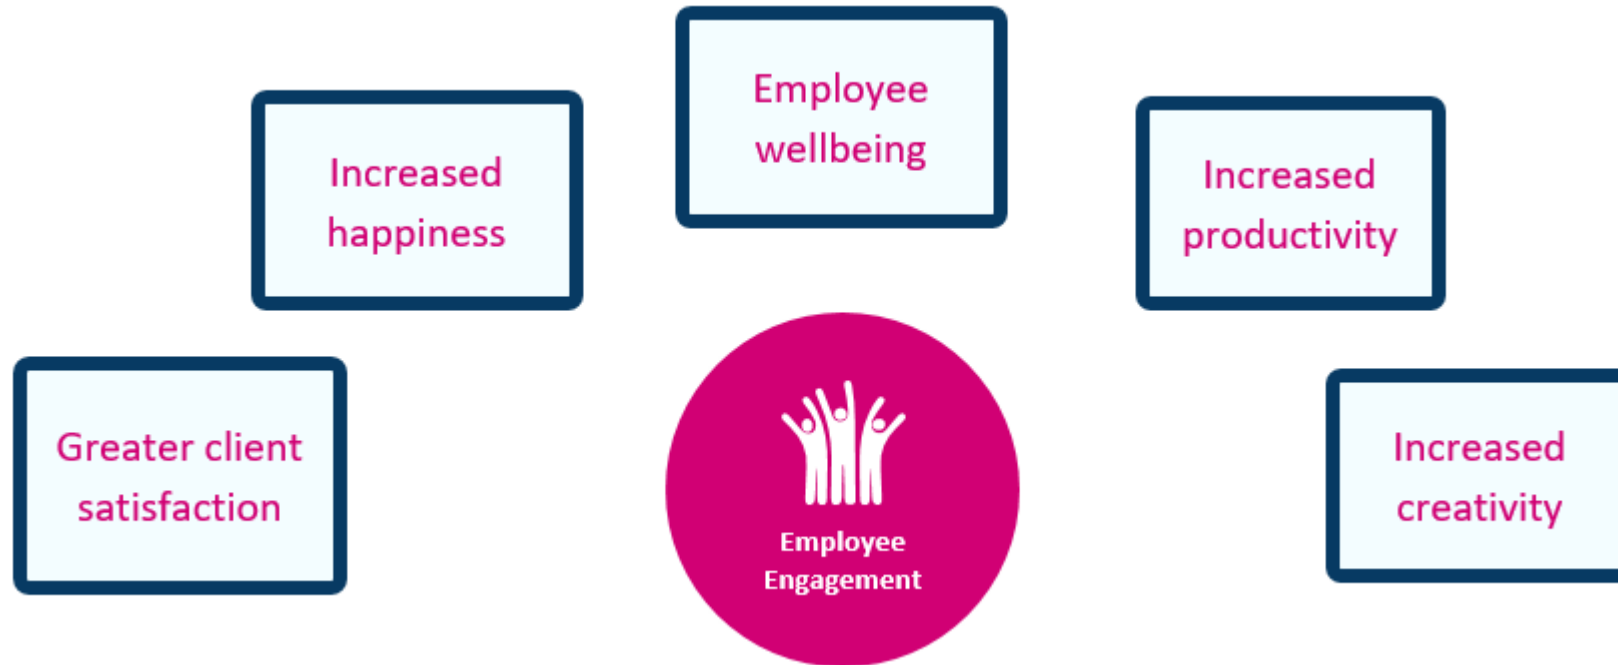 Employee
wellbeing
Increased
happiness
Increased
productivity
Greater client
satisfaction
Increased
creativity
Employee
Engagement